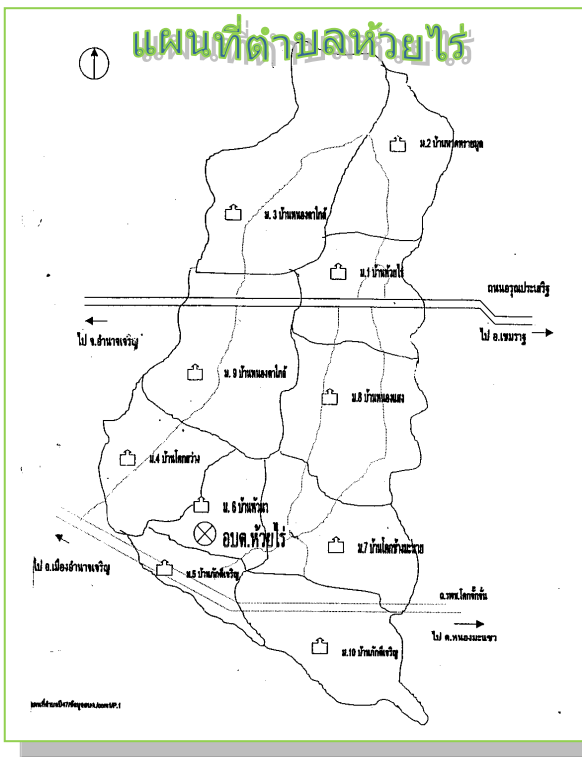 แผนที่ตำบลห้วยไร่
ม.2 บ้านหาดทรายมูล
ม. 3 บ้านหนองตาใกล้
ม.1 บ้านห้วยไร่
ถนนอรุณประเสริฐ
ไป จ.อำนาจเจริญ
ไป อ.เขมราฐ
ม. 9 บ้านหนองตาใกล้
ม.8 บ้านหนองแสง
ม.4 บ้านโคกสว่าง
ม. 6 บ้านหัวนา
อบต.ห้วยไร่
ม.7 บ้านโคกช้างมะนาย
ไป อ.เมืองอำนาจเจริญ
ม.5 บ้านภักดีเจริญ
ไป ต.หนองมะแซว
ม.10 บ้านภักดีเจริญ